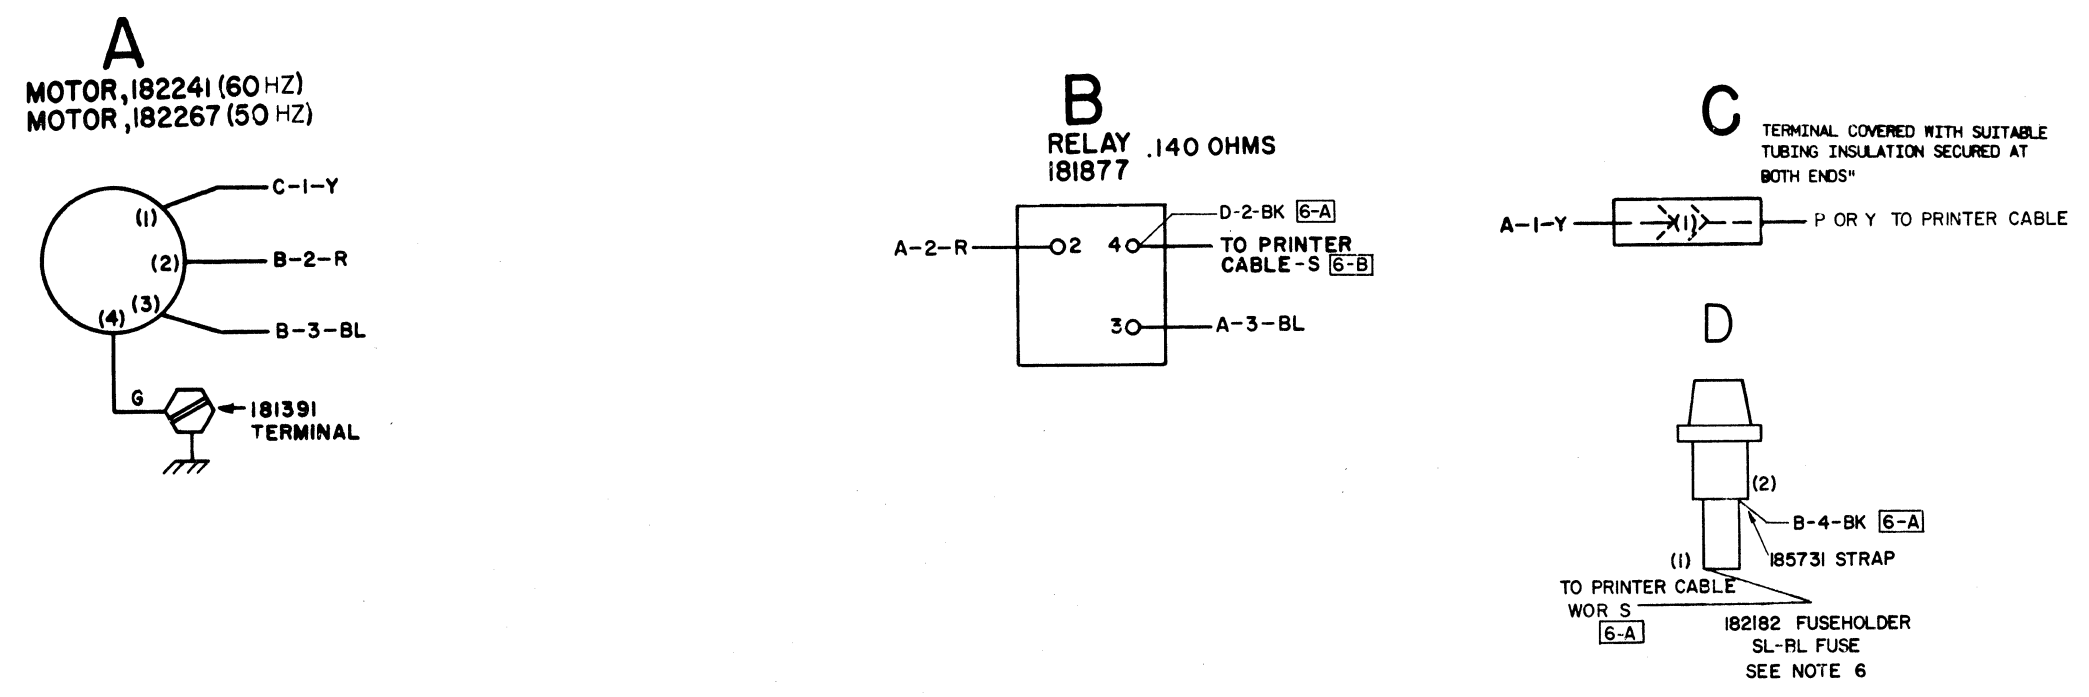 A
MOTOR,182241 (60 HZ)
MOTOR,182267 (50 HZ)
(1)
C-1-Y
(2)
B-2-R
(3)
B-3-BL
(4)
G
181391
TERMINAL
B
RELAY .140 OHMS
181877
A-2-R
2
4
D-2-BK 6-A
TO PRINTER
CABLE-S 6-B
3
A-3-BL
C
TERMINAL COVERED WITH SUITABLE
TUBING INSULATION SECURED AT
BOTH ENDS"
A-1-Y
(1)
P OR Y TO PRINTER CABLE
D
(2)
B-4-BK 6-A
185731 STRAP
(1)
TO PRINTER CABLE
W OR S
6-A
182182 FUSEHOLDER
SL-BL FUSE
SEE NOTE 6